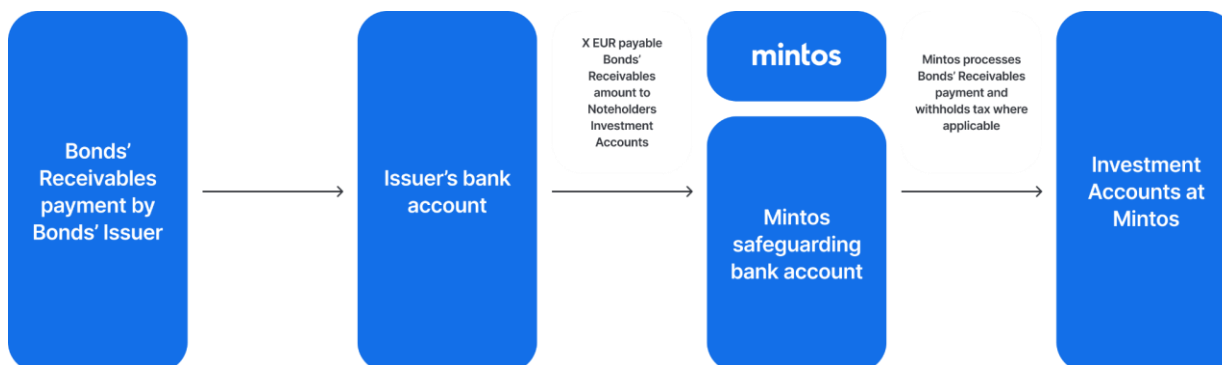 Bonds'
Receivables
payment by
Bonds' Issuer
Issuer's bank
account
X EUR payable
Bonds'
Receivables
amount to
Noteholders
Investment
Accounts
mintos
Mintos
safeguarding
bank account
Mintos processes
Bonds' Receivables
payment and
withholds tax where
applicable
Investment
Accounts at
Mintos